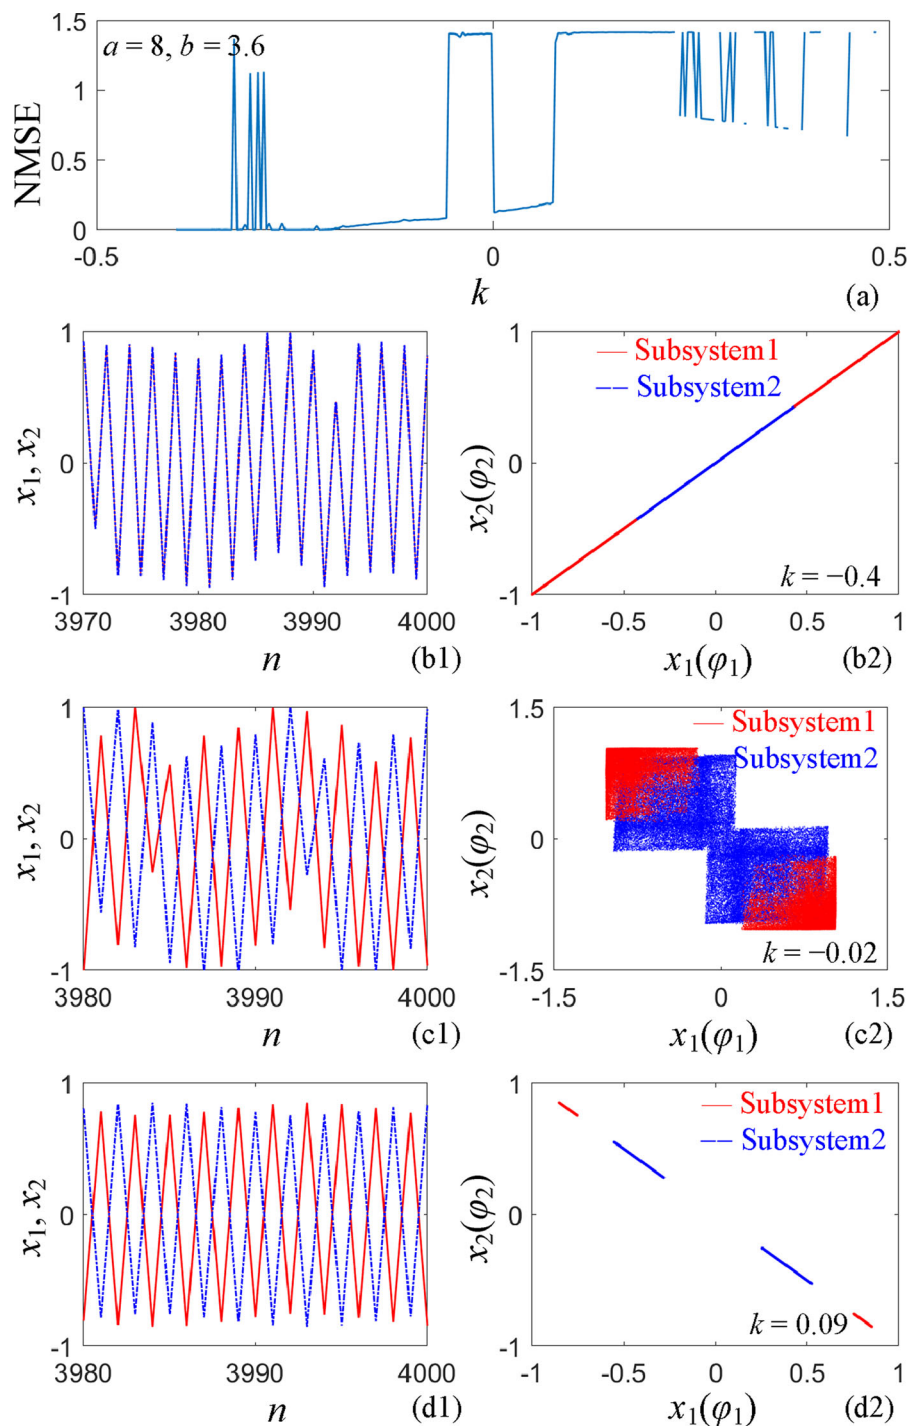 1.5
a = 8, b = 3.6
1
NMSE
0.5
0
-0.5
0
0.5
k
(a)
1
x₁, x₂
0
-1
3970
3980
3990
4000
n
(b1)
1
Subsystem1
Subsystem2
x₂(φ₂)
0
k = −0.4
-1
-1
-0.5
0
0.5
1
x₁(φ₁)
(b2)
1
x₁, x₂
0
-1
3980
3990
4000
n
(c1)
1.5
Subsystem1
Subsystem2
x₂(φ₂)
0
k = −0.02
-1.5
-1.5
0
1.5
x₁(φ₁)
(c2)
1
x₁, x₂
0
-1
3980
3990
4000
n
(d1)
1
Subsystem1
Subsystem2
x₂(φ₂)
0
k = 0.09
-1
-1
-0.5
0
0.5
1
x₁(φ₁)
(d2)